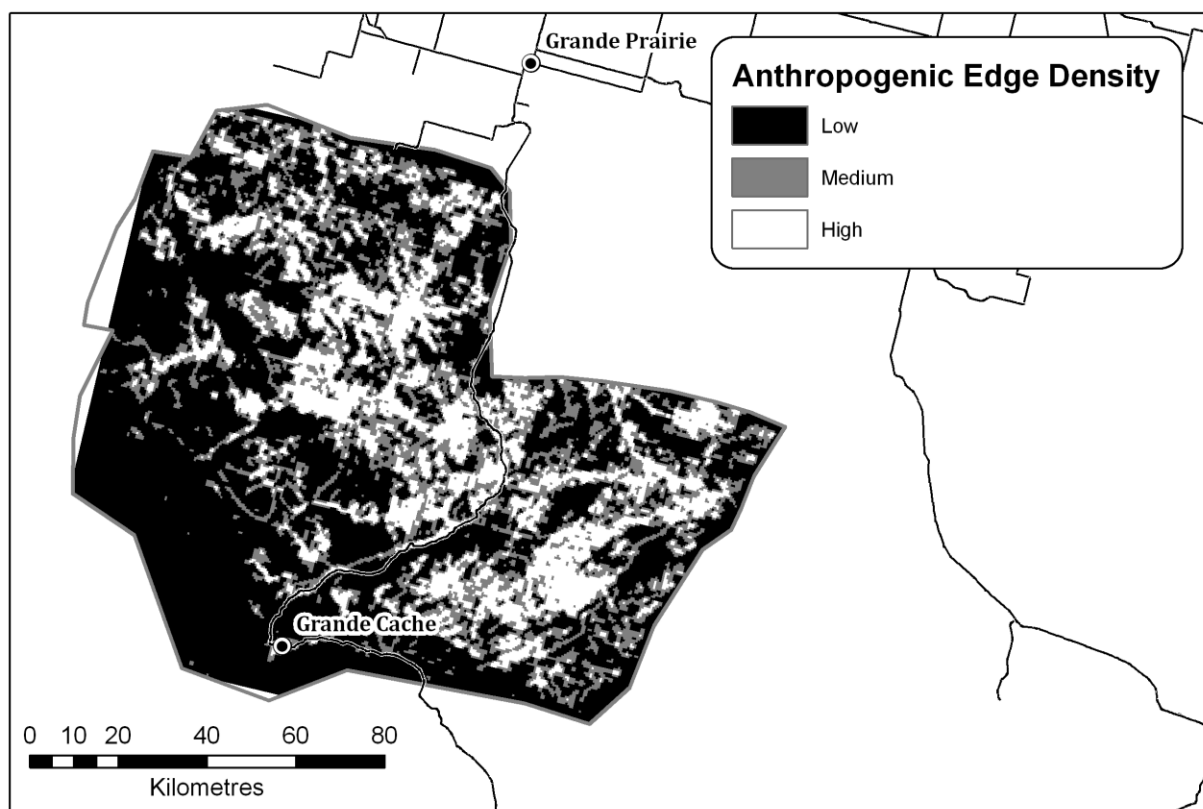 Grande Prairie
Anthropogenic Edge Density
Low
Medium
High
Grande Cache
0 10 20 40 60 80
Kilometres